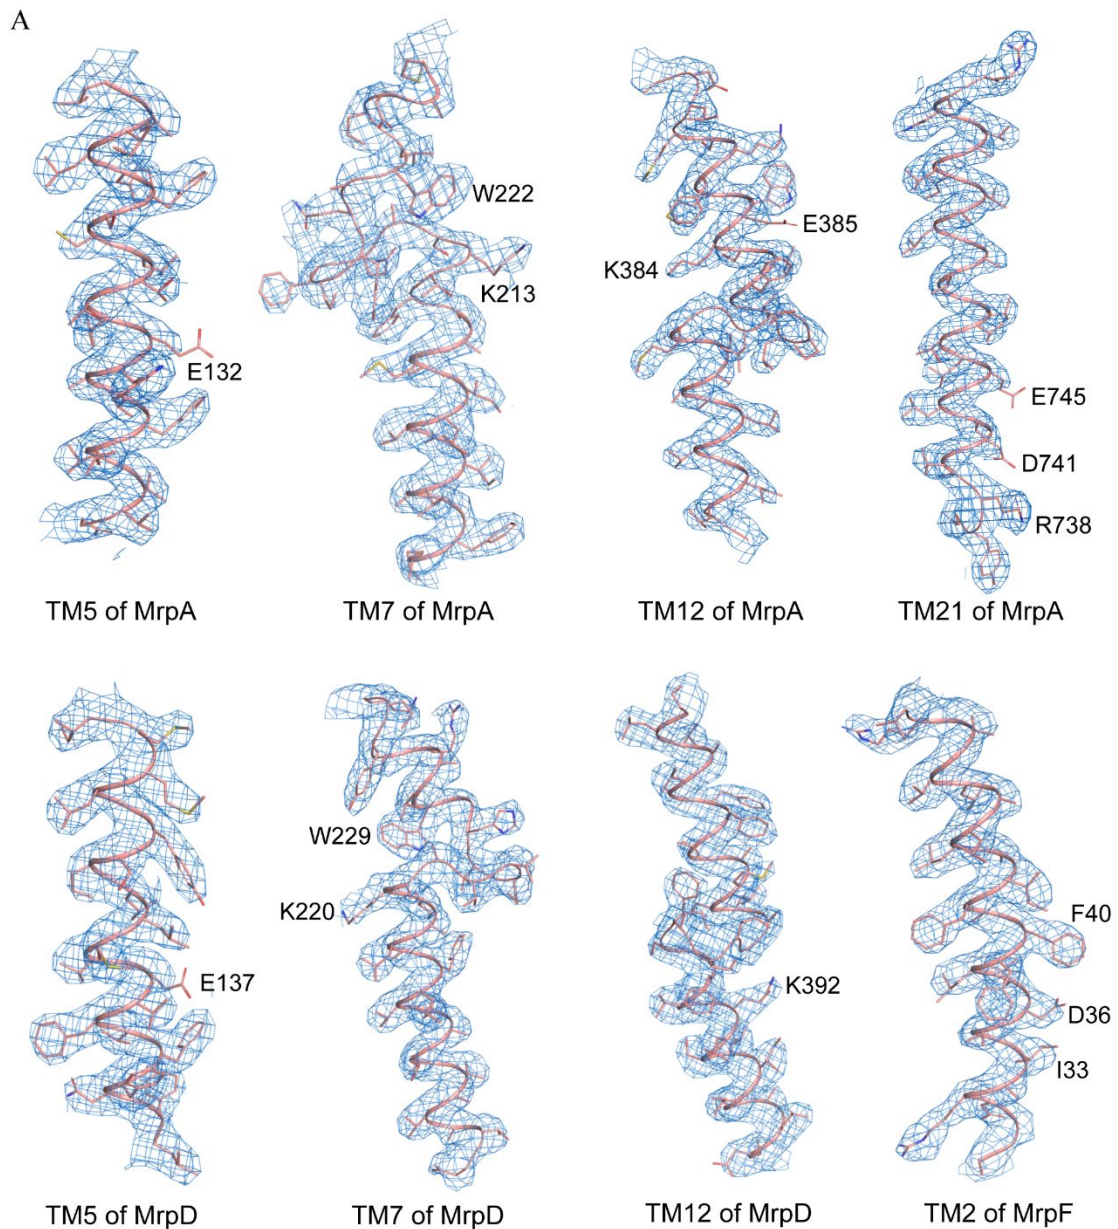 A
W222
E385
K384
K213
E132
E745
D741
R738
TM5 of MrpA
TM7 of MrpA
TM12 of MrpA
TM21 of MrpA
W229
K220
F40
E137
K392
D36
I33
TM5 of MrpD
TM7 of MrpD
TM12 of MrpD
TM2 of MrpF